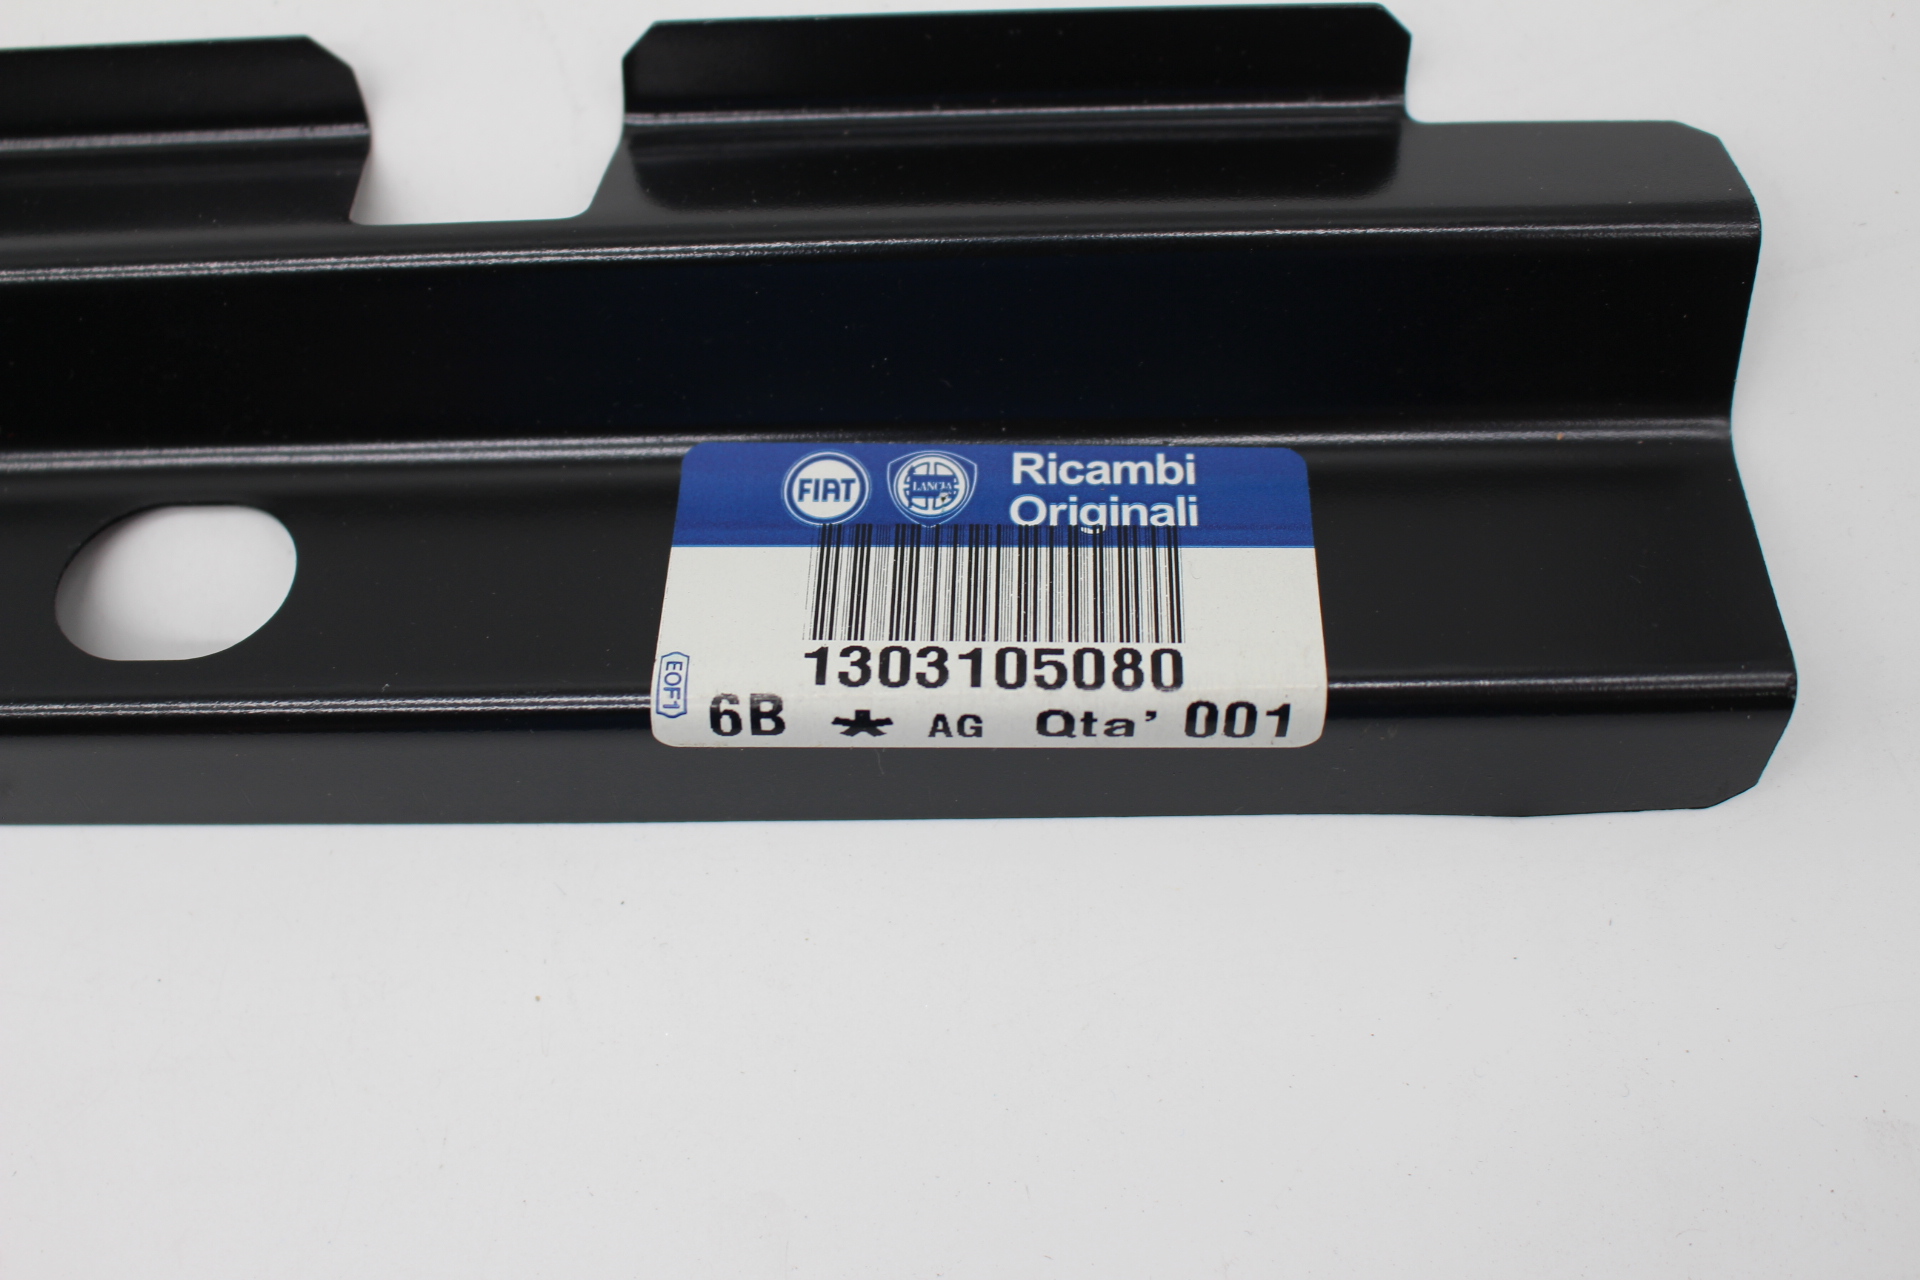 FIAT LANCIA Ricambi
Originali
1303105080
EOF1
6B * AG Qta' 001